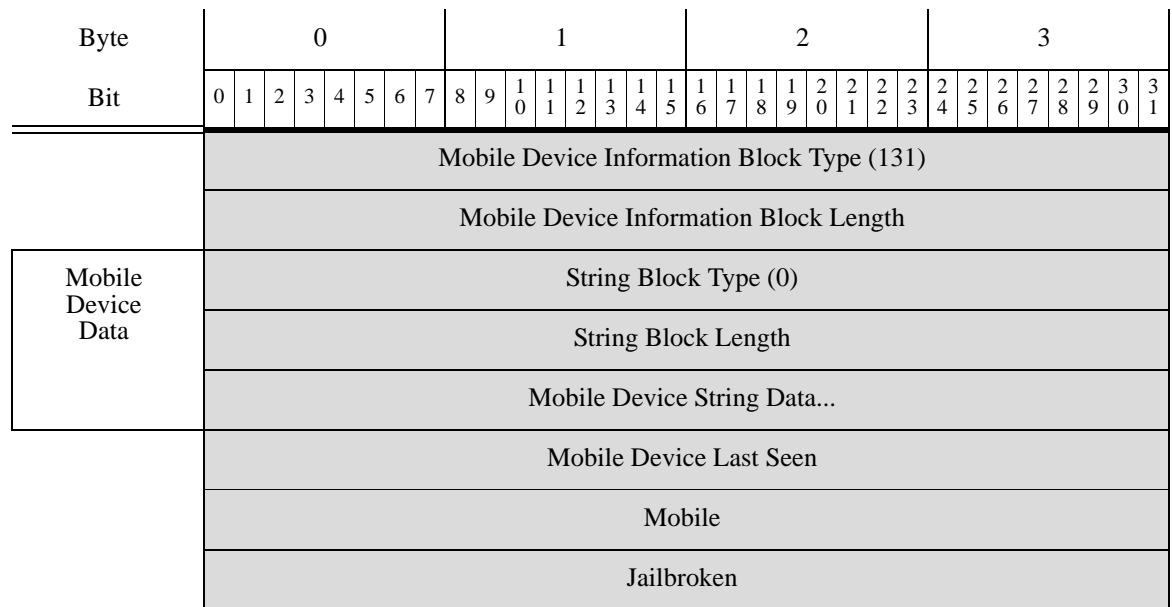 Byte 0 1 2 3
Bit 0 1 2 3 4 5 6 7 8 9 10 11 12 13 14 15 16 17 18 19 20 21 22 23 24 25 26 27 28 29 30 31
Mobile Device Information Block Type (131)
Mobile Device Information Block Length
Mobile
Device
Data
String Block Type (0)
String Block Length
Mobile Device String Data...
Mobile Device Last Seen
Mobile
Jailbroken